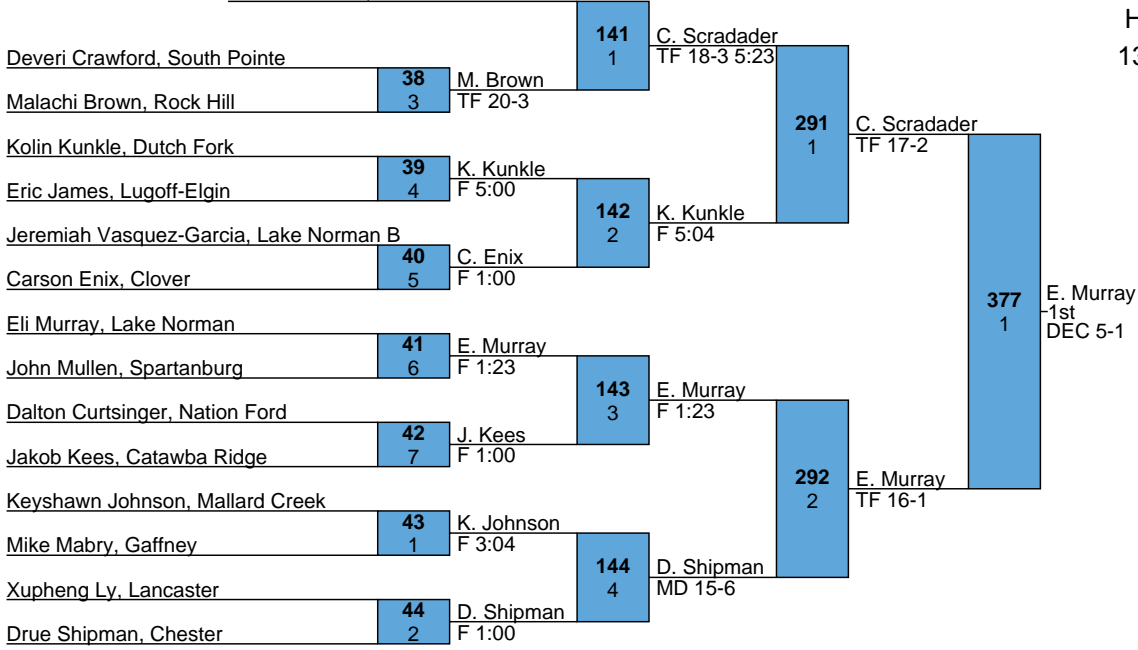 H
13
141
1
C. Scradader
TF 18-3 5:23
Deveri Crawford, South Pointe
38
3
M. Brown
TF 20-3
Malachi Brown, Rock Hill
291
1
C. Scradader
TF 17-2
Kolin Kunkle, Dutch Fork
39
4
K. Kunkle
F 5:00
Eric James, Lugoff-Elgin
142
2
K. Kunkle
F 5:04
Jeremiah Vasquez-Garcia, Lake Norman B
40
5
C. Enix
F 1:00
Carson Enix, Clover
377
1
E. Murray
1st
DEC 5-1
Eli Murray, Lake Norman
41
6
E. Murray
F 1:23
John Mullen, Spartanburg
143
3
E. Murray
F 1:23
Dalton Curtsinger, Nation Ford
42
7
J. Kees
F 1:00
Jakob Kees, Catawba Ridge
292
2
E. Murray
TF 16-1
Keyshawn Johnson, Mallard Creek
43
1
K. Johnson
F 3:04
Mike Mabry, Gaffney
144
4
D. Shipman
MD 15-6
Xupheng Ly, Lancaster
44
2
D. Shipman
F 1:00
Drue Shipman, Chester